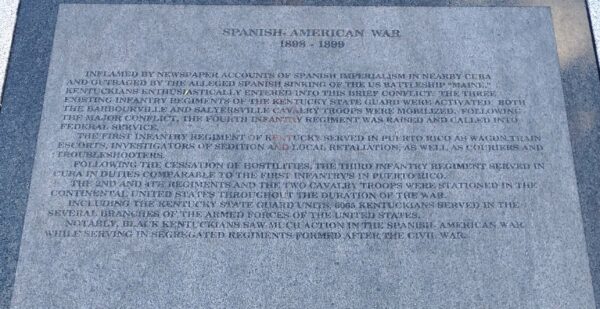 SPANISH-AMERICAN WAR
1898 - 1899
INFLAMED BY NEWSPAPER ACCOUNTS OF SPANISH IMPERIALISM IN NEARBY CUBA
AND OUTRAGED BY THE ALLEGED SPANISH SINKING OF THE US BATTLESHIP "MAINE,"
KENTUCKIANS ENTHUSIASTICALLY ENTERED INTO THIS BRIEF CONFLICT. THE THREE
EXISTING INFANTRY REGIMENTS OF THE KENTUCKY STATE GUARD WERE ACTIVATED. BOTH
THE BARBOURVILLE AND SALYERSVILLE CAVALRY TROOPS WERE MOBILIZED. FOLLOWING
THE MAJOR CONFLICT, THE FOURTH INFANTRY REGIMENT WAS RAISED AND CALLED INTO
FEDERAL SERVICE.
THE FIRST INFANTRY REGIMENT OF KENTUCKY SERVED IN PUERTO RICO AS WAGON TRAIN
ESCORTS, INVESTIGATORS OF SEDITION AND LOCAL RETALIATION, AS WELL AS COURIERS AND
TROUBLESHOOTERS.
FOLLOWING THE CESSATION OF HOSTILITIES, THE THIRD INFANTRY REGIMENT SERVED IN
CUBA IN DUTIES COMPARABLE TO THE FIRST INFANTRY'S IN PUERTO RICO.
THE 2ND AND 4TH REGIMENTS AND THE TWO CAVALRY TROOPS WERE STATIONED IN THE
CONTINENTAL UNITED STATES THROUGHOUT THE DURATION OF THE WAR.
INCLUDING THE KENTUCKY STATE GUARD UNITS, 6065 KENTUCKIANS SERVED IN THE
SEVERAL BRANCHES OF THE ARMED FORCES OF THE UNITED STATES.
NOTABLY, BLACK KENTUCKIANS SAW MUCH ACTION IN THE SPANISH-AMERICAN WAR
WHILE SERVING IN SEGREGATED REGIMENTS FORMED AFTER THE CIVIL WAR.